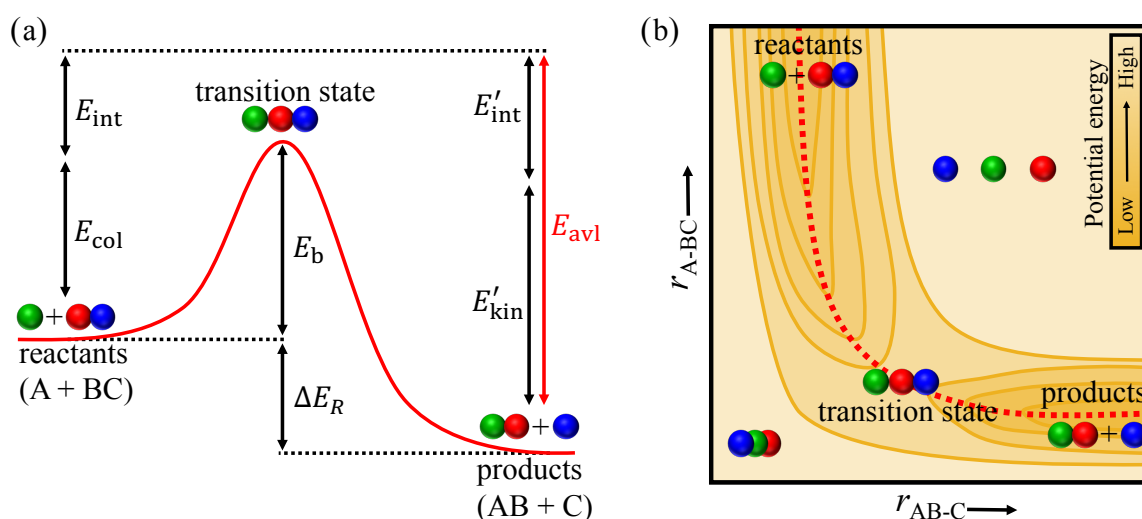 (a)
E_int
transition state
E'_int
E_col
E_b
E_avl
E'_kin
+
reactants
(A + BC)
ΔE_R
+
products
(AB + C)
(b)
reactants
+
Potential energy
Low → High
r_A-BC →
transition state
products
+
r_AB-C →